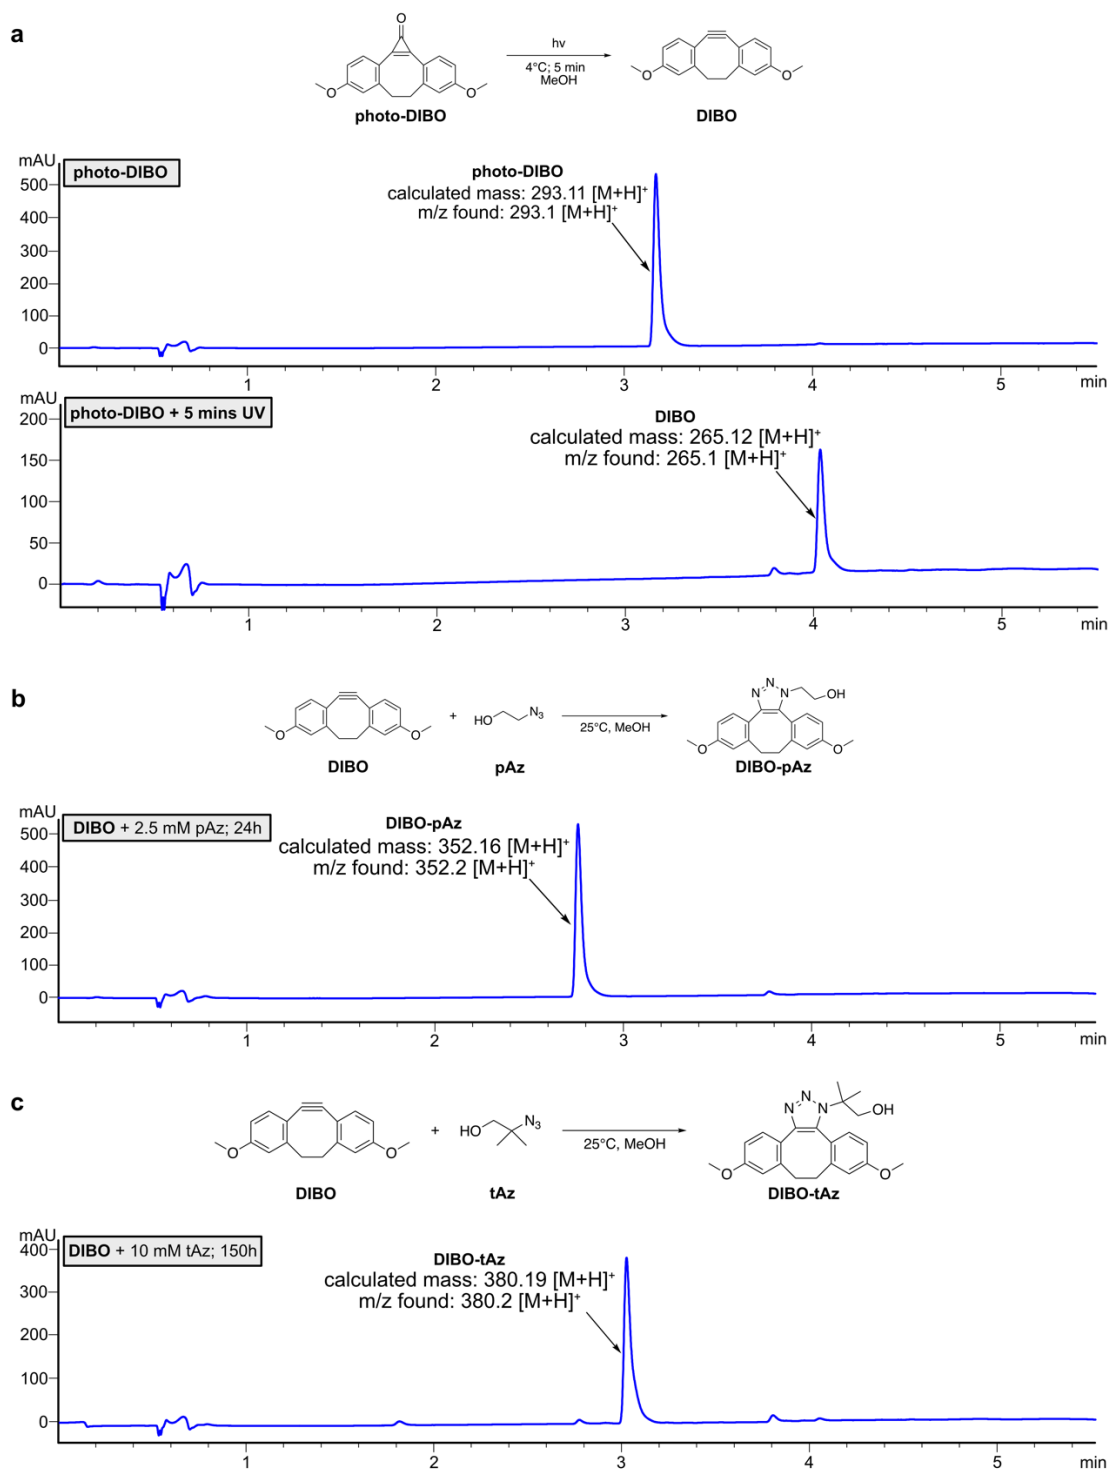 a
O
O
O
photo-DIBO
hv
4°C; 5 min
MeOH
O
O
DIBO
mAU
photo-DIBO
500
400
300
200
100
0
photo-DIBO
calculated mass: 293.11 [M+H]+
m/z found: 293.1 [M+H]+
1 2 3 4 5 min
mAU
photo-DIBO + 5 mins UV
200
150
100
50
0
DIBO
calculated mass: 265.12 [M+H]+
m/z found: 265.1 [M+H]+
1 2 3 4 5 min
b
O
O
DIBO
+
HO N3
pAz
25°C, MeOH
N N N OH
O
O
DIBO-pAz
mAU
DIBO + 2.5 mM pAz; 24h
500
400
300
200
100
0
DIBO-pAz
calculated mass: 352.16 [M+H]+
m/z found: 352.2 [M+H]+
1 2 3 4 5 min
c
O
O
DIBO
+
HO N3
tAz
25°C, MeOH
N N N OH
O
O
DIBO-tAz
mAU
DIBO + 10 mM tAz; 150h
400
300
200
100
0
DIBO-tAz
calculated mass: 380.19 [M+H]+
m/z found: 380.2 [M+H]+
1 2 3 4 5 min